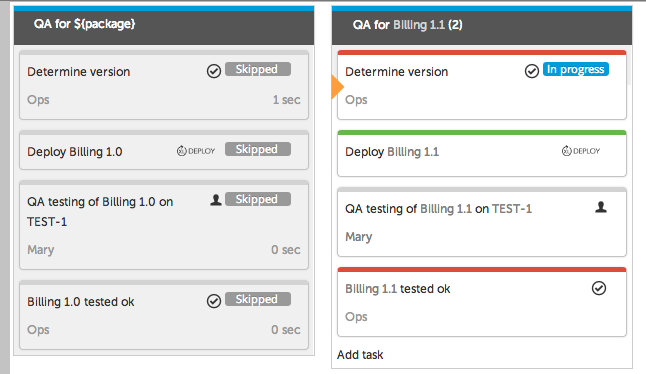 QA for ${package}
Determine version
Skipped
Ops
1 sec
Deploy Billing 1.0
DEPLOY
Skipped
QA testing of Billing 1.0 on
TEST-1
Skipped
Mary
0 sec
Billing 1.0 tested ok
Skipped
Ops
0 sec
QA for Billing 1.1 (2)
Determine version
In progress
Ops
Deploy Billing 1.1
DEPLOY
QA testing of Billing 1.1 on TEST-1
Mary
Billing 1.1 tested ok
Ops
Add task